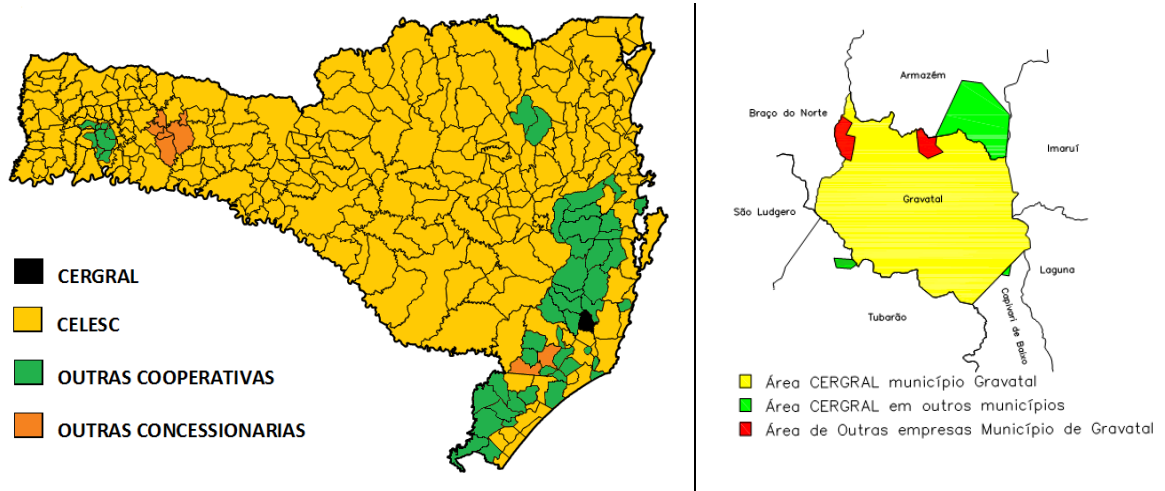 CERGRAL
CELESC
OUTRAS COOPERATIVAS
OUTRAS CONCESSIONARIAS
Armazém
Braço do Norte
Imaruí
Gravatal
São Ludgero
Laguna
Capivari de Baixo
Tubarão
Área CERGRAL município Gravatal
Área CERGRAL em outros municípios
Área de Outras empresas Município de Gravatal